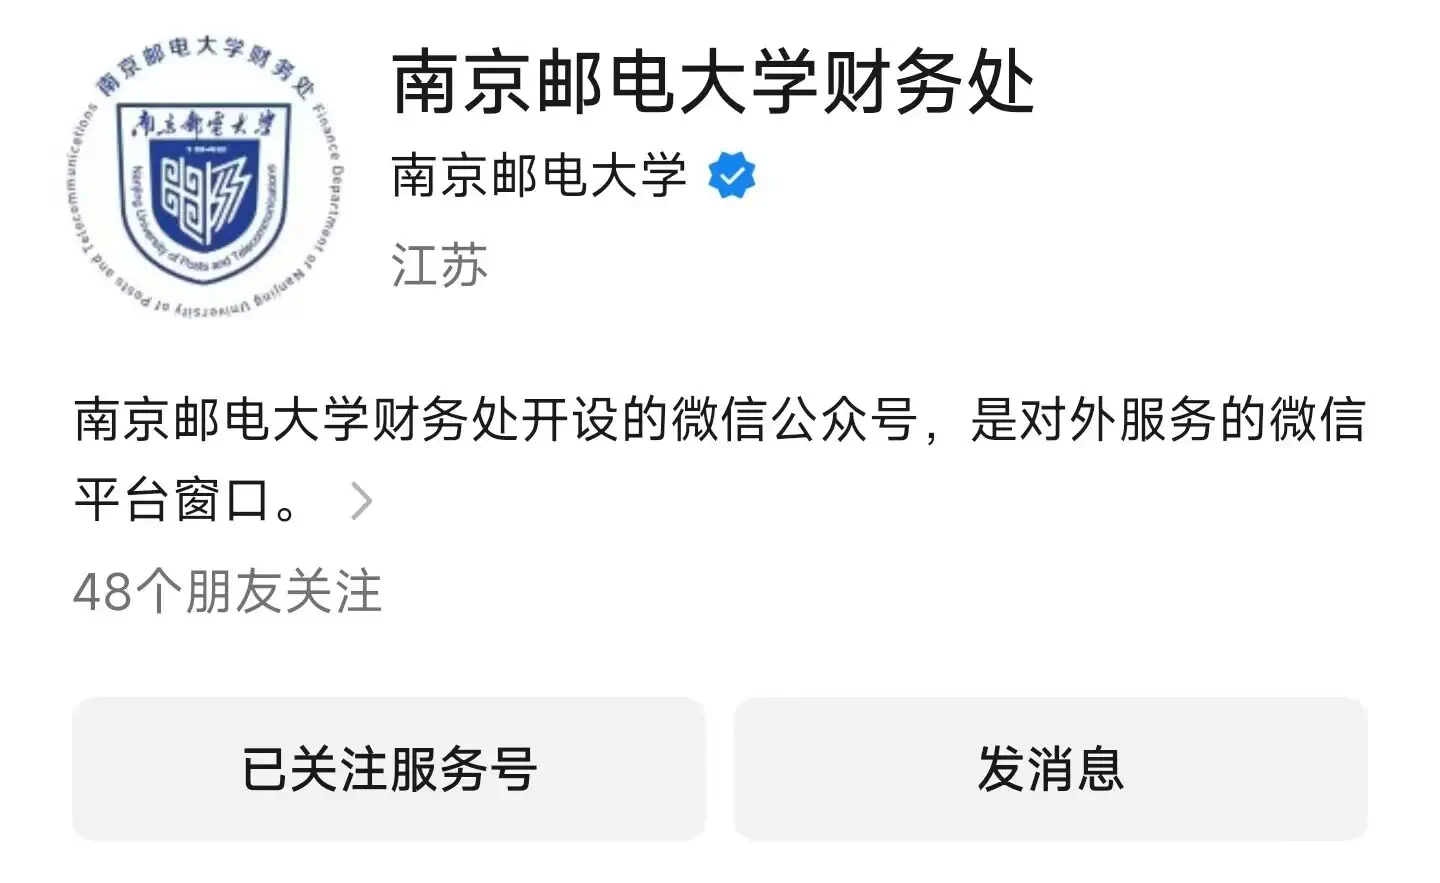 南京邮电大学财务处
Finance Department of Nanjing University of Posts and Telecommunications
南京邮电大学
1942
Nanjing University of Posts and Telecommunications
南京邮电大学财务处
南京邮电大学
江苏
南京邮电大学财务处开设的微信公众号，是对外服务的微信
平台窗口。
48个朋友关注
已关注服务号
发消息